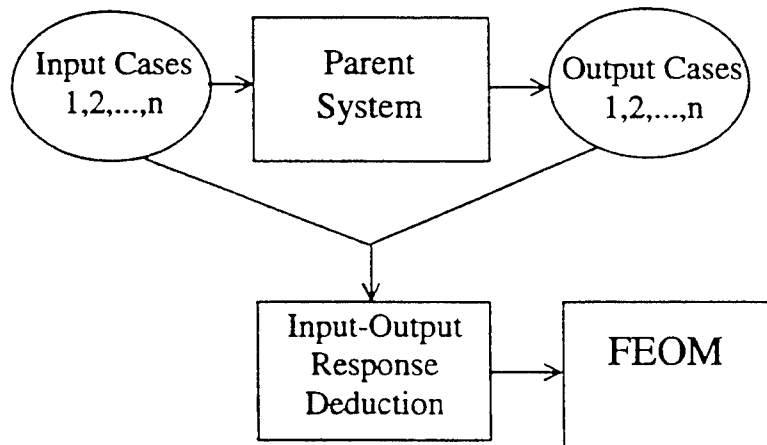 Input Cases
1,2,...,n
Parent
System
Output Cases
1,2,...,n
Input-Output
Response
Deduction
FEOM